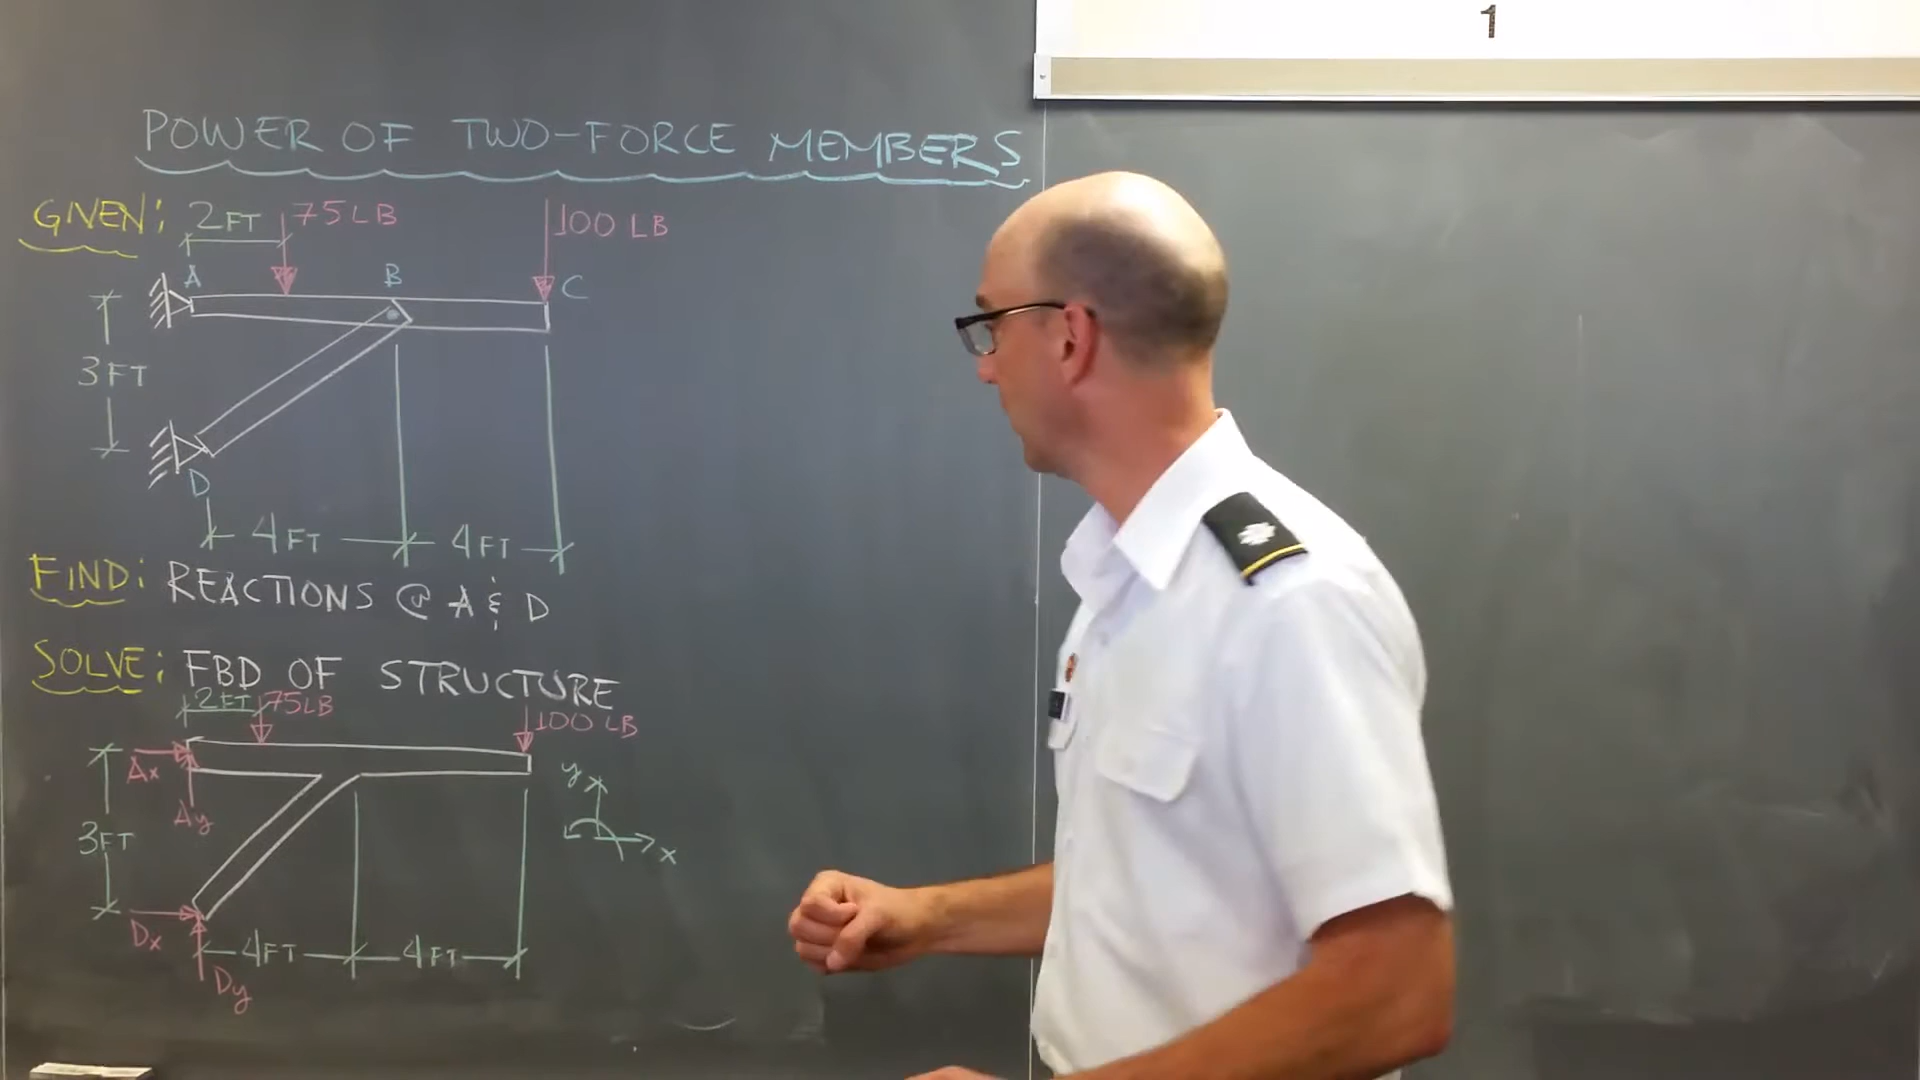 1
POWER OF TWO-FORCE MEMBERS
GIVEN: 2FT 75LB 100 LB
A B C
3FT
D
4FT 4FT
FIND: REACTIONS @ A & D
SOLVE: FBD OF STRUCTURE
2FT 75LB 100 LB
Ax y
Ay
3FT x
Dx 4FT 4FT
Dy